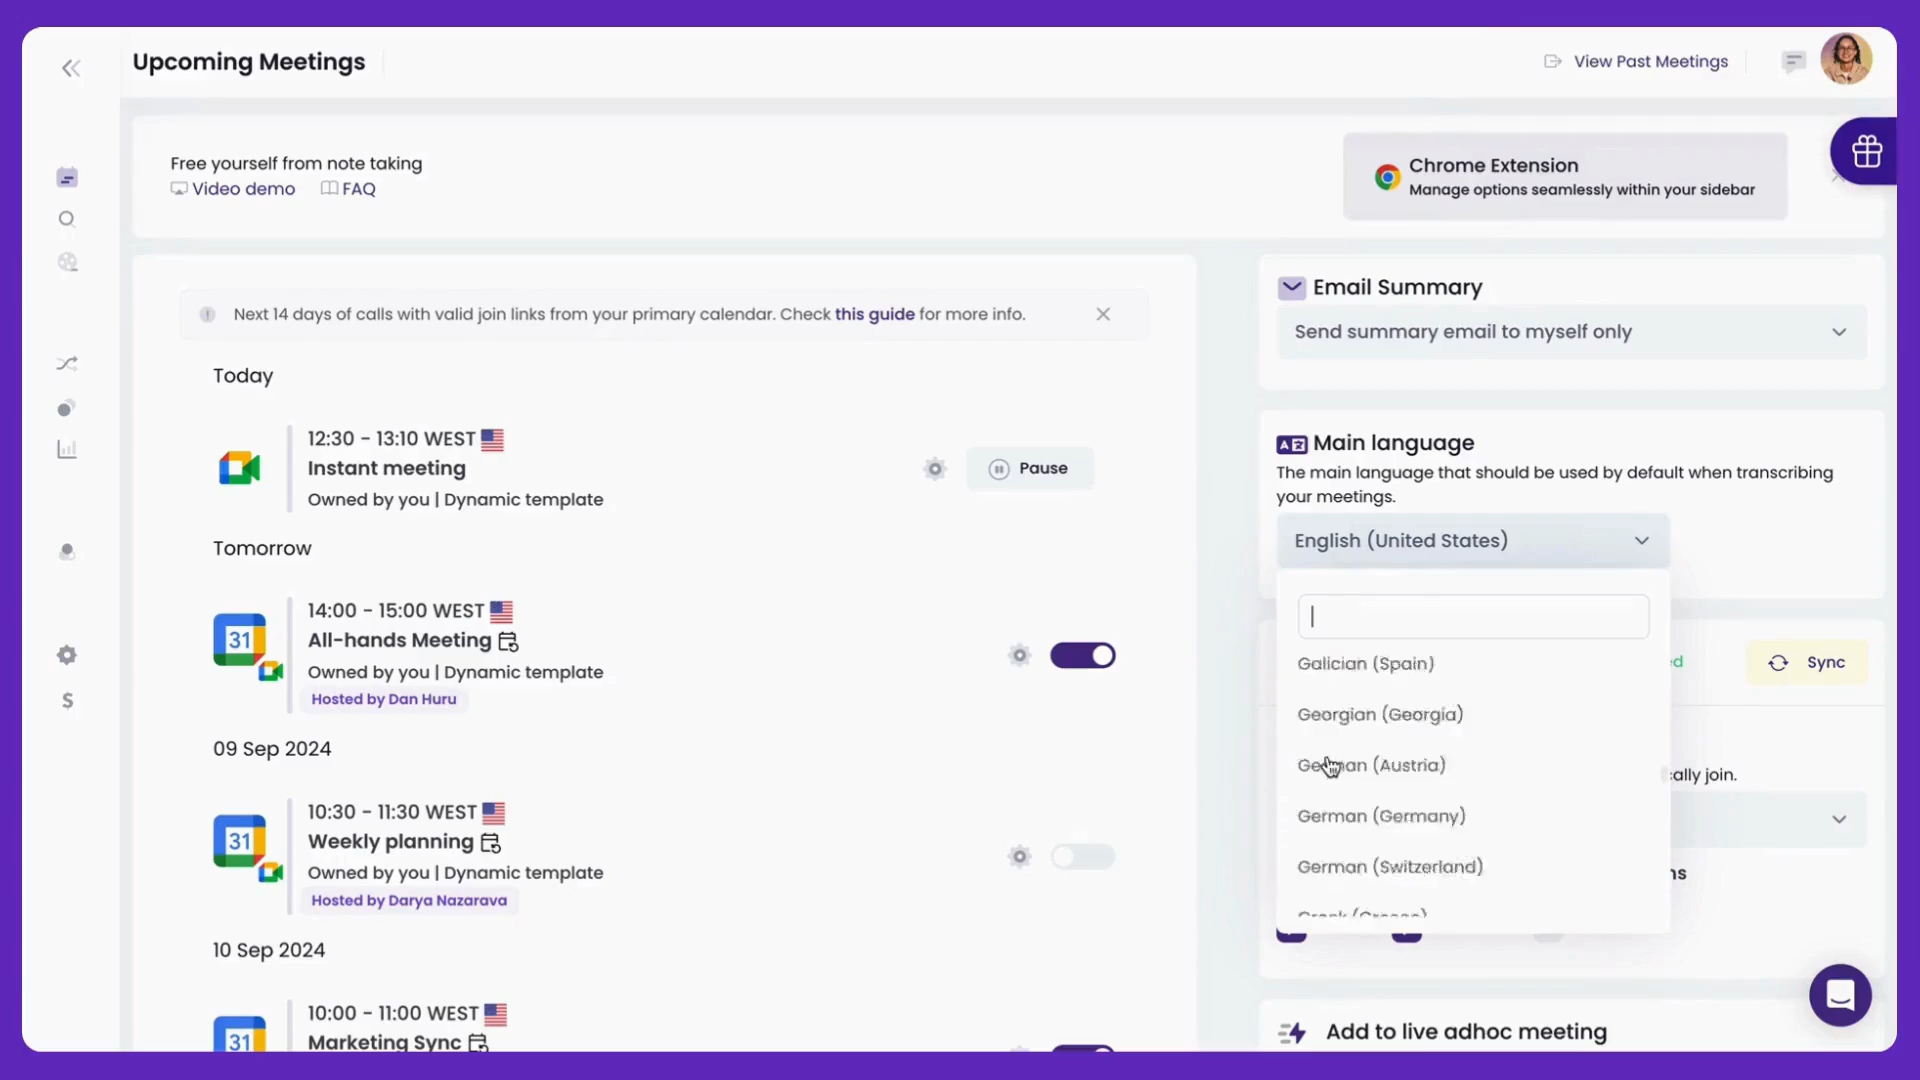 Upcoming Meetings
View Past Meetings
Free yourself from note taking
Video demo FAQ
Chrome Extension
Manage options seamlessly within your sidebar
Next 14 days of calls with valid join links from your primary calendar. Check this guide for more info.
Today
12:30 - 13:10 WEST
Instant meeting
Owned by you | Dynamic template
Pause
Tomorrow
31
14:00 - 15:00 WEST
All-hands Meeting
Owned by you | Dynamic template
Hosted by Dan Huru
09 Sep 2024
31
10:30 - 11:30 WEST
Weekly planning
Owned by you | Dynamic template
Hosted by Darya Nazarava
10 Sep 2024
31
10:00 - 11:00 WEST
Marketing Sync
Email Summary
Send summary email to myself only
Main language
The main language that should be used by default when transcribing
your meetings.
English (United States)
Galician (Spain)
Georgian (Georgia)
German (Austria)
German (Germany)
German (Switzerland)
Sync
join.
Add to live adhoc meeting